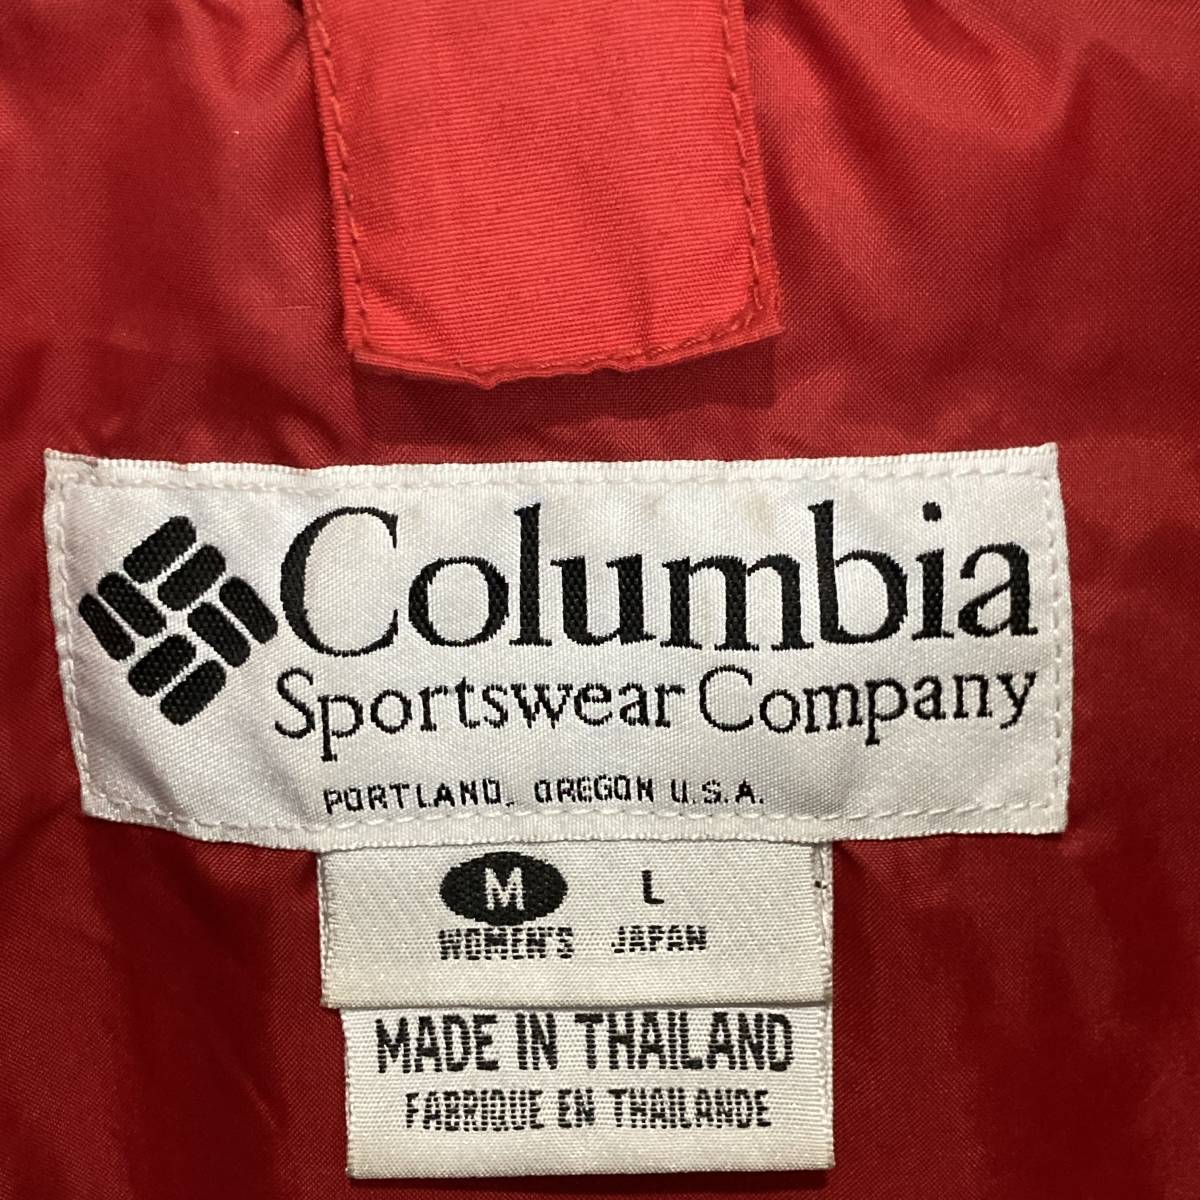 Columbia
Sportswear Company
PORTLAND, OREGON U.S.A.
M L
WOMEN'S JAPAN
MADE IN THAILAND
FABRIQUE EN THAILANDE